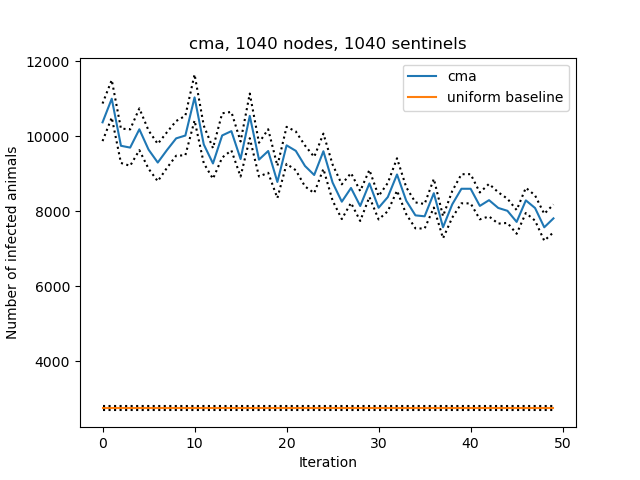 cma, 1040 nodes, 1040 sentinels
cma
uniform baseline
Number of infected animals
12000
10000
8000
6000
4000
0 10 20 30 40 50
Iteration